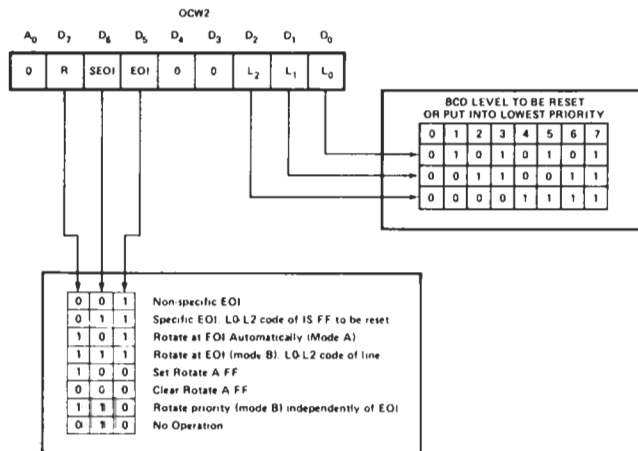 OCW2
A0 D7 D6 D5 D4 D3 D2 D1 D0
0 R SEOI EOI 0 0 L2 L1 L0
BCD LEVEL TO BE RESET
OR PUT INTO LOWEST PRIORITY
0 1 2 3 4 5 6 7
0 1 0 1 0 1 0 1
0 0 1 1 0 0 1 1
0 0 0 0 1 1 1 1
0 0 1 Non-specific EOI
0 1 1 Specific EOI. L0-L2 code of IS FF to be reset
1 0 1 Rotate at EOI Automatically (Mode A)
1 1 1 Rotate at EOI (mode B). L0-L2 code of line
1 0 0 Set Rotate A FF
0 0 0 Clear Rotate A FF
1 1 0 Rotate priority (mode B) independently of EOI
0 1 0 No Operation